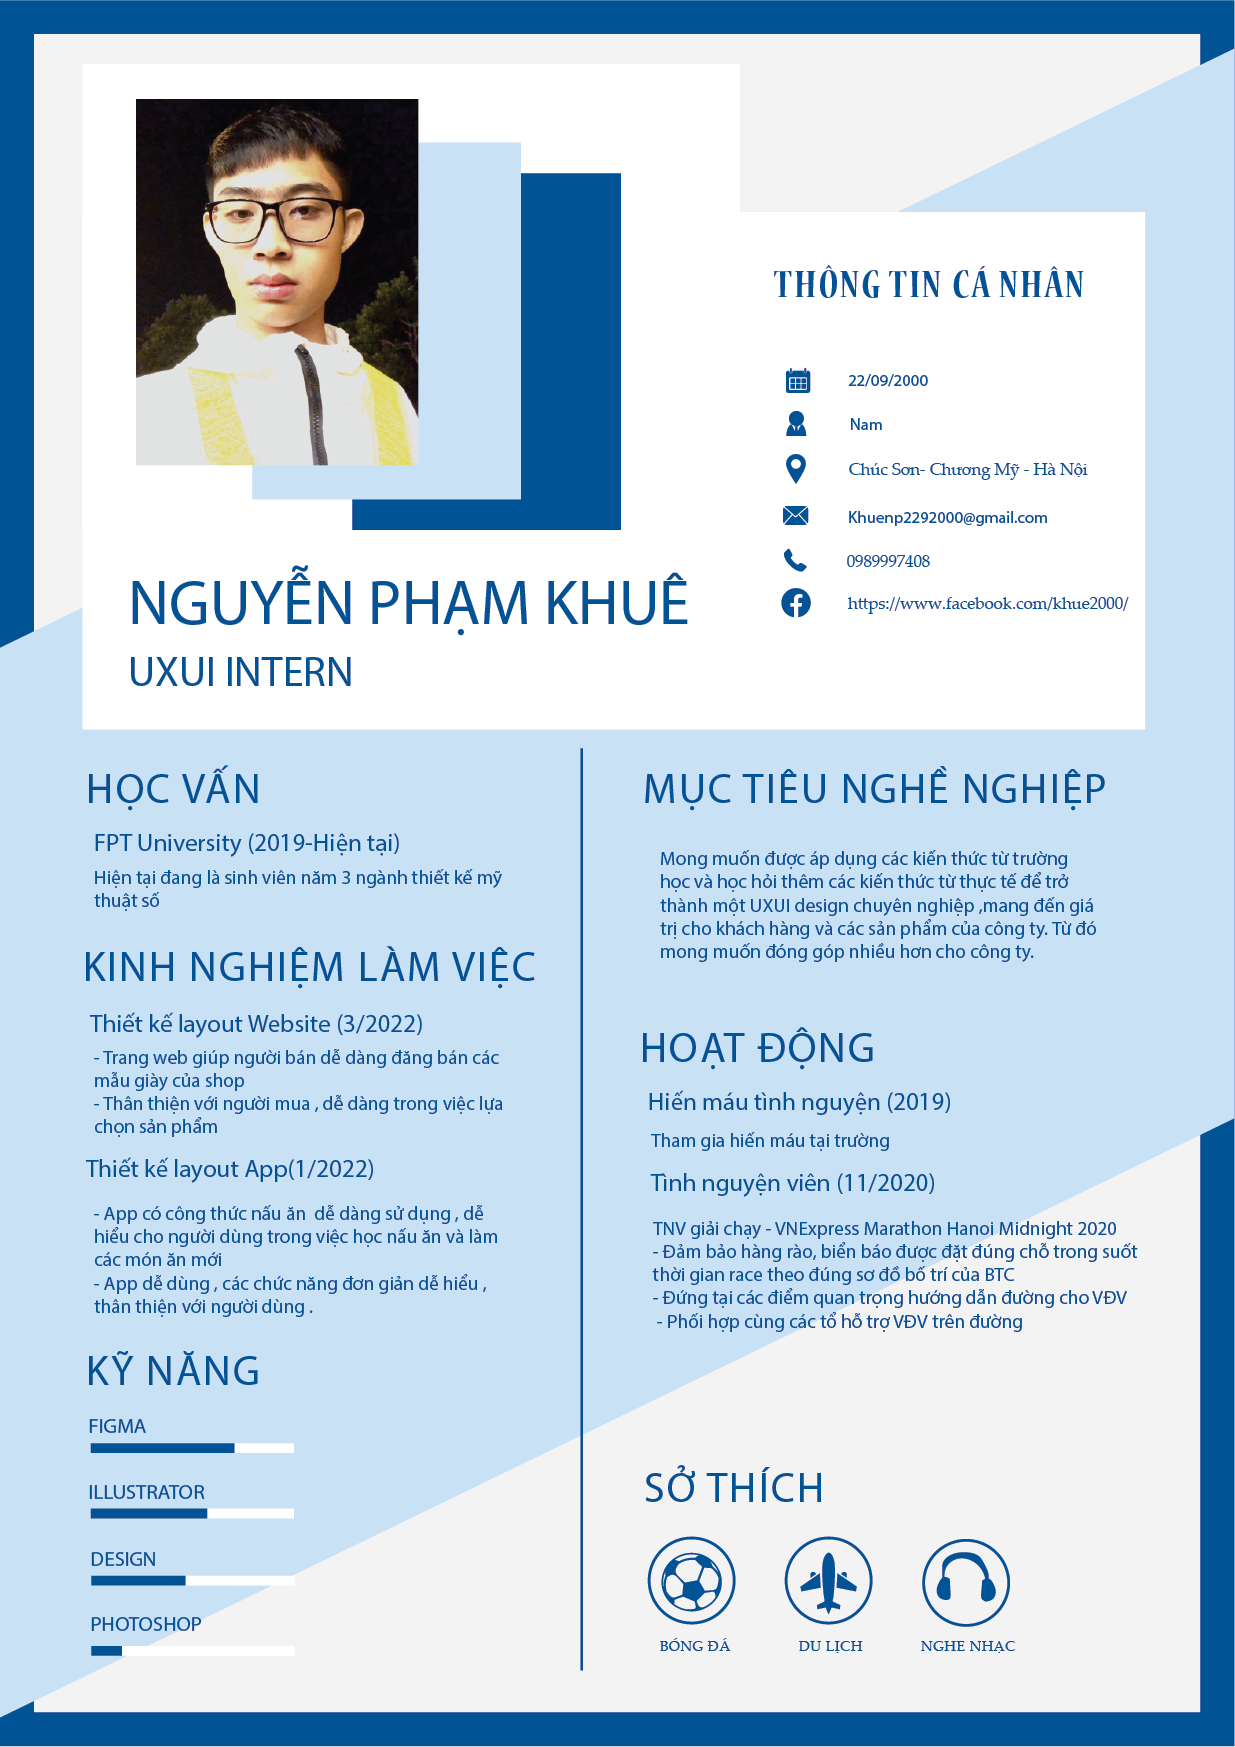 THÔNG TIN CÁ NHÂN
22/09/2000
Nam
Chúc Sơn- Chương Mỹ - Hà Nội
Khuenp2292000@gmail.com
0989997408
https://www.facebook.com/khue2000/
NGUYỄN PHẠM KHUÊ
UXUI INTERN
HỌC VẤN
FPT University (2019-Hiện tại)
Hiện tại đang là sinh viên năm 3 ngành thiết kế mỹ
thuật số
KINH NGHIỆM LÀM VIỆC
Thiết kế layout Website (3/2022)
- Trang web giúp người bán dễ dàng đăng bán các
mẫu giày của shop
- Thân thiện với người mua , dễ dàng trong việc lựa
chọn sản phẩm
Thiết kế layout App(1/2022)
- App có công thức nấu ăn  dễ dàng sử dụng , dễ
hiểu cho người dùng trong việc học nấu ăn và làm
các món ăn mới
- App dễ dùng , các chức năng đơn giản dễ hiểu ,
thân thiện với người dùng .
KỸ NĂNG
FIGMA
ILLUSTRATOR
DESIGN
PHOTOSHOP
MỤC TIÊU NGHỀ NGHIỆP
Mong muốn được áp dụng các kiến thức từ trường
học và học hỏi thêm các kiến thức từ thực tế để trở
thành một UXUI design chuyên nghiệp ,mang đến giá
trị cho khách hàng và các sản phẩm của công ty. Từ đó
mong muốn đóng góp nhiều hơn cho công ty.
HOẠT ĐỘNG
Hiến máu tình nguyện (2019)
Tham gia hiến máu tại trường
Tình nguyện viên (11/2020)
TNV giải chạy - VNExpress Marathon Hanoi Midnight 2020
- Đảm bảo hàng rào, biển báo được đặt đúng chỗ trong suốt
thời gian race theo đúng sơ đồ bố trí của BTC
- Đứng tại các điểm quan trọng hướng dẫn đường cho VĐV
- Phối hợp cùng các tổ hỗ trợ VĐV trên đường
SỞ THÍCH
BÓNG ĐÁ
DU LỊCH
NGHE NHẠC